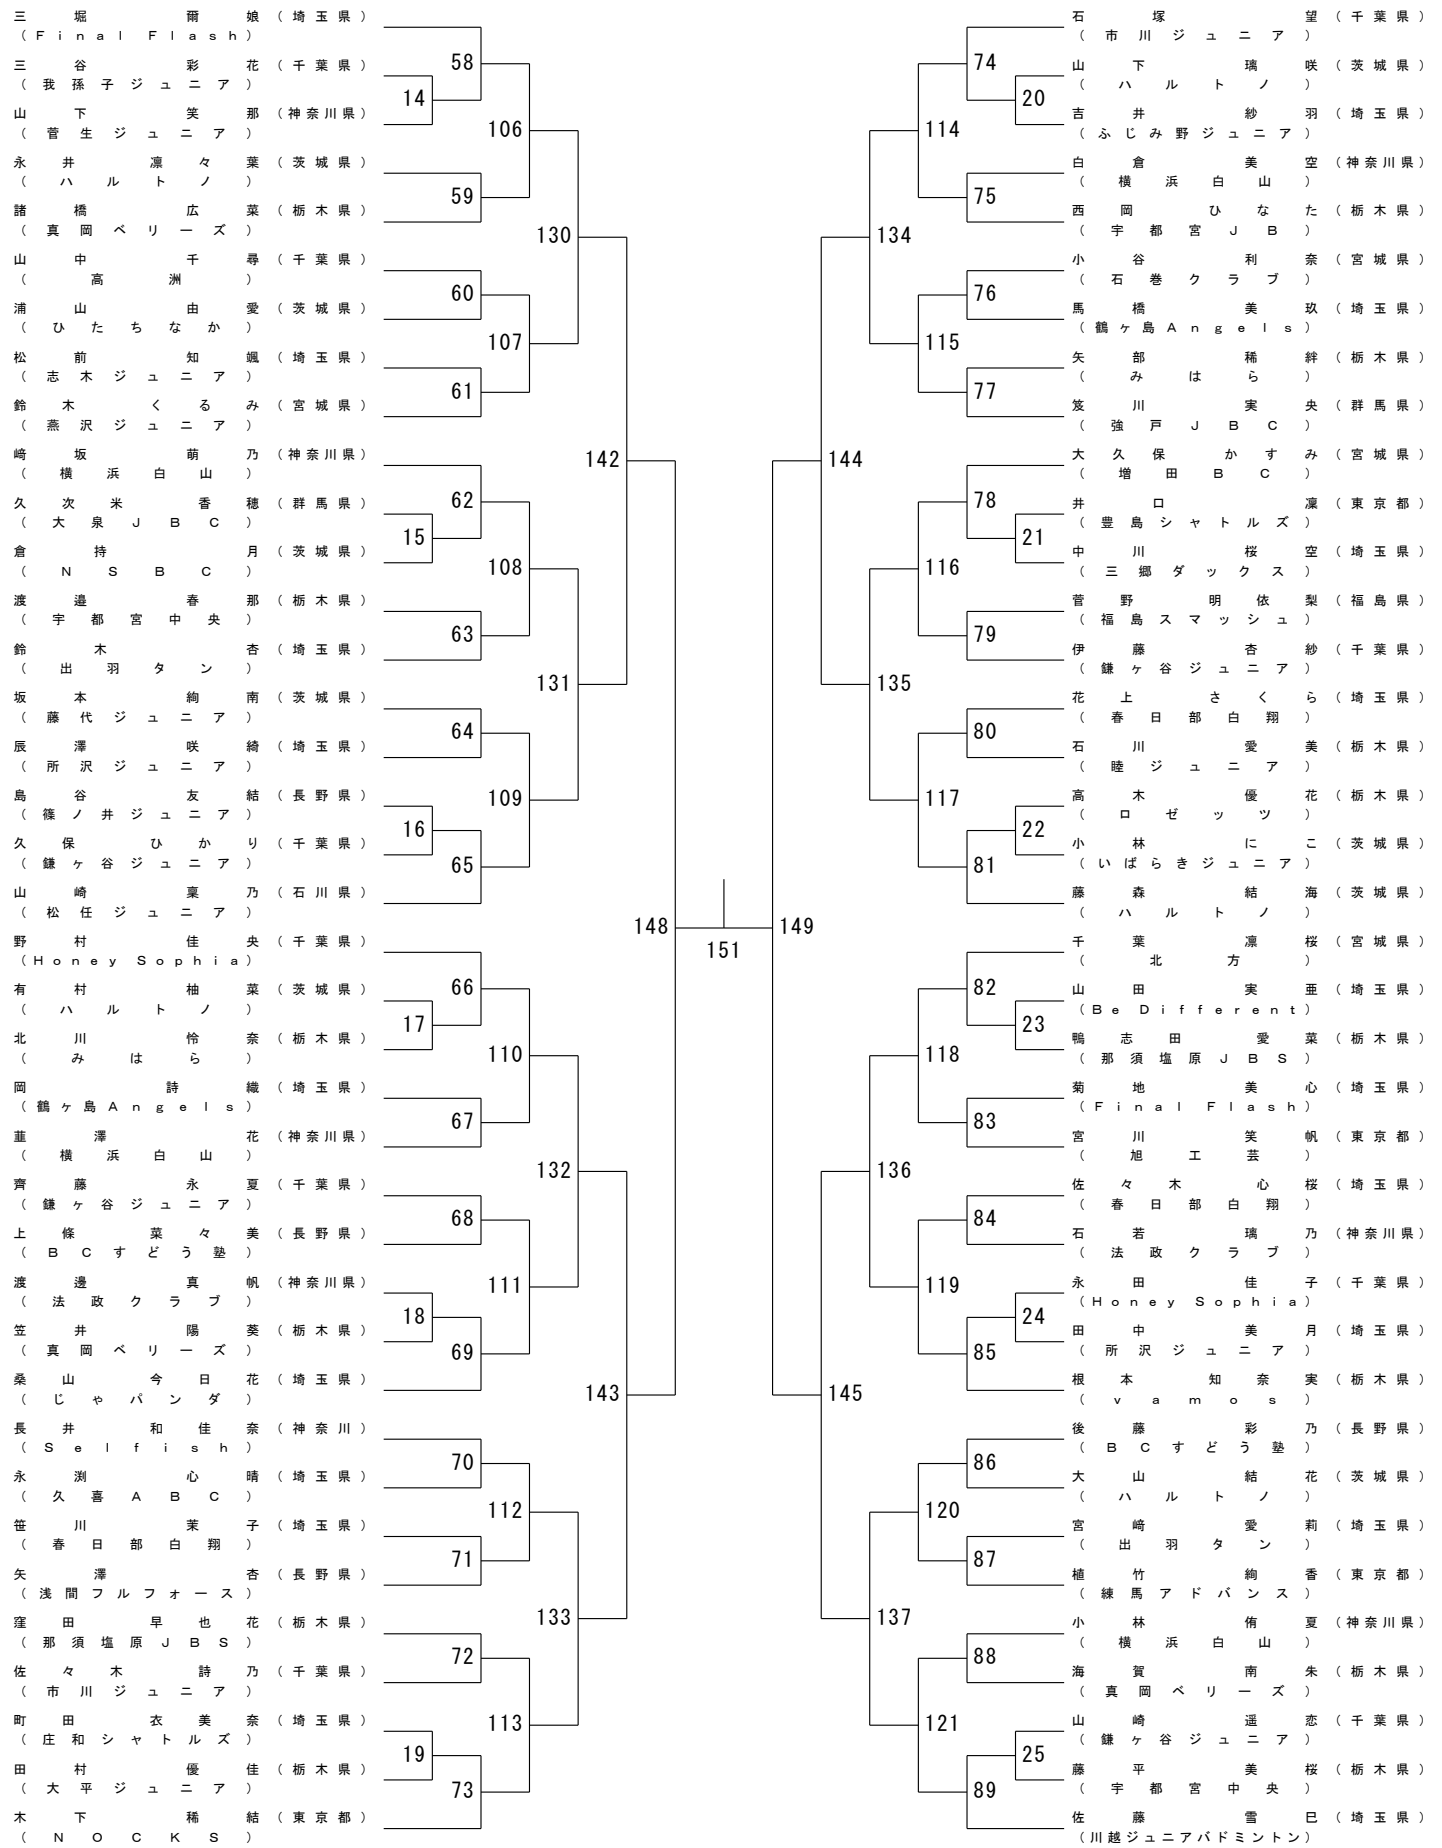 三堀爾娘（埼玉県）
（Final Flash）
58
三谷彩花（千葉県）
（我孫子ジュニア）
14
山下笑那（神奈川県）
（菅生ジュニア）
106
永井凛々葉（茨城県）
（ハルトノ）
59
諸橋広菜（栃木県）
（真岡ベリーズ）
130
山中千尋（千葉県）
（高洲）
60
浦山由愛（茨城県）
（ひたちなか）
107
松前知颯（埼玉県）
（志木ジュニア）
61
鈴木くるみ（宮城県）
（燕沢ジュニア）
142
﨑坂萌乃（神奈川県）
（横浜白山）
62
久次米香穂（群馬県）
（大泉JBC）
15
倉持月（茨城県）
（NSBC）
108
渡邉春那（栃木県）
（宇都宮中央）
63
鈴木杏（埼玉県）
（出羽タン）
131
坂本絢南（茨城県）
（藤代ジュニア）
64
辰澤咲綺（埼玉県）
（所沢ジュニア）
109
島谷友結（長野県）
（篠ノ井ジュニア）
16
久保ひかり（千葉県）
（鎌ヶ谷ジュニア）
65
山崎稟乃（石川県）
（松任ジュニア）
148
野村佳央（千葉県）
（Honey Sophia）
66
有村柚菜（茨城県）
（ハルトノ）
17
北川怜奈（栃木県）
（みはら）
110
岡詩織（埼玉県）
（鶴ヶ島Angels）
67
韮澤花（神奈川県）
（横浜白山）
132
齊藤永夏（千葉県）
（鎌ヶ谷ジュニア）
68
上條菜々美（長野県）
（BCすどう塾）
111
渡邊真帆（神奈川県）
（法政クラブ）
18
笠井陽葵（栃木県）
（真岡ベリーズ）
69
桑山今日花（埼玉県）
（じゃパンダ）
143
長井和佳奈（神奈川）
（Selfish）
70
永渕心晴（埼玉県）
（久喜ABC）
112
笹川茉子（埼玉県）
（春日部白翔）
71
矢澤杏（長野県）
（浅間フルフォース）
133
窪田早也花（栃木県）
（那須塩原JBS）
72
佐々木詩乃（千葉県）
（市川ジュニア）
113
町田衣美奈（埼玉県）
（庄和シャトルズ）
19
田村優佳（栃木県）
（大平ジュニア）
73
木下稀結（東京都）
（NOCKS）
151
石塚望（千葉県）
（市川ジュニア）
74
山下璃咲（茨城県）
（ハルトノ）
20
吉井紗羽（埼玉県）
（ふじみ野ジュニア）
114
白倉美空（神奈川県）
（横浜白山）
75
西岡ひなた（栃木県）
（宇都宮JB）
134
小谷利奈（宮城県）
（石巻クラブ）
76
馬橋美玖（埼玉県）
（鶴ヶ島Angels）
115
矢部稀絆（栃木県）
（みはら）
77
笈川実央（群馬県）
（強戸JBC）
144
大久保かすみ（宮城県）
（増田BC）
78
井口凜（東京都）
（豊島シャトルズ）
21
中川桜空（埼玉県）
（三郷ダックス）
116
菅野明依梨（福島県）
（福島スマッシュ）
79
伊藤杏紗（千葉県）
（鎌ヶ谷ジュニア）
135
花上さくら（埼玉県）
（春日部白翔）
80
石川愛美（栃木県）
（睦ジュニア）
117
高木優花（栃木県）
（ロゼッツ）
22
小林にこ（茨城県）
（いばらきジュニア）
81
藤森結海（茨城県）
（ハルトノ）
149
千葉凛桜（宮城県）
（北方）
82
山田実亜（埼玉県）
（Be Different）
23
鴨志田愛菜（栃木県）
（那須塩原JBS）
118
菊地美心（埼玉県）
（Final Flash）
83
宮川笑帆（東京都）
（旭工芸）
136
佐々木心桜（埼玉県）
（春日部白翔）
84
石若璃乃（神奈川県）
（法政クラブ）
119
永田佳子（千葉県）
（Honey Sophia）
24
田中美月（埼玉県）
（所沢ジュニア）
85
根本知奈実（栃木県）
（vamos）
145
後藤彩乃（長野県）
（BCすどう塾）
86
大山結花（茨城県）
（ハルトノ）
120
宮﨑愛莉（埼玉県）
（出羽タン）
87
植竹絢香（東京都）
（練馬アドバンス）
137
小林侑夏（神奈川県）
（横浜白山）
88
海賀南朱（栃木県）
（真岡ベリーズ）
121
山崎遥恋（千葉県）
（鎌ヶ谷ジュニア）
25
藤平美桜（栃木県）
（宇都宮中央）
89
佐藤雪巳（埼玉県）
（川越ジュニアバドミントン）